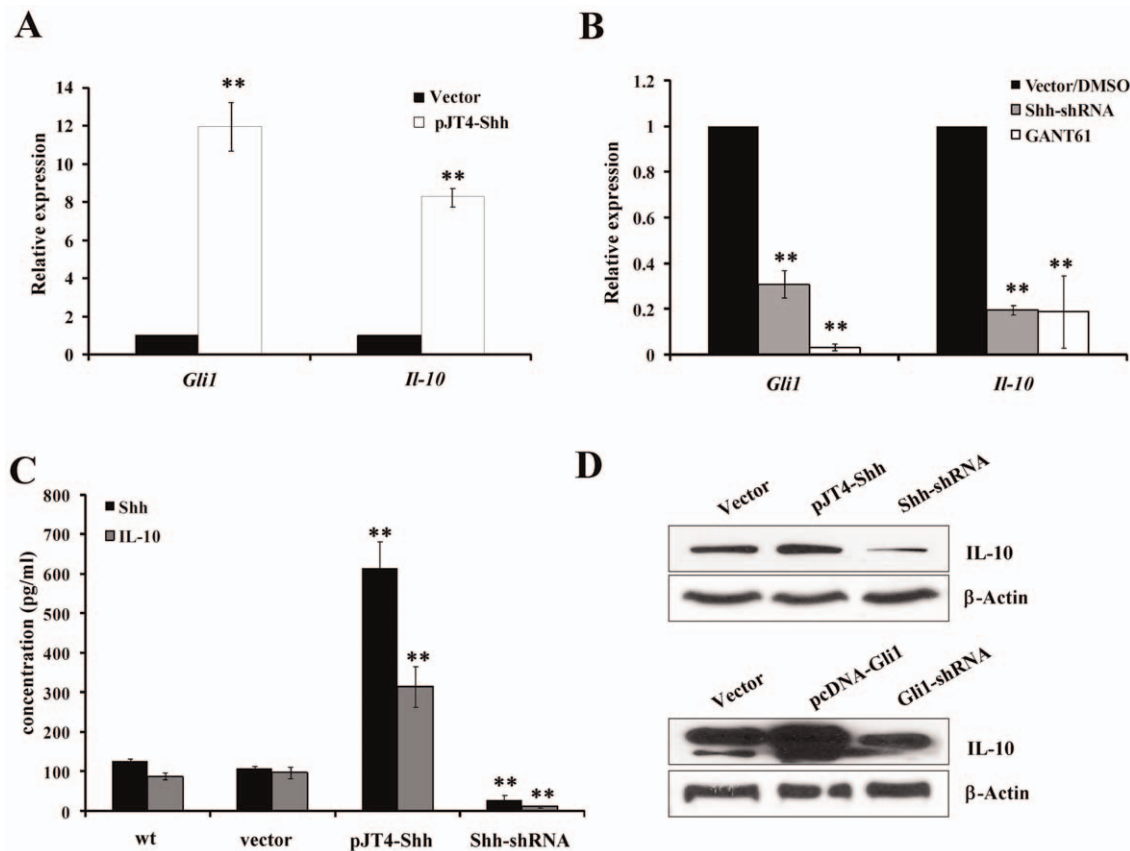 A
Relative expression
14
12
10
8
6
4
2
0
**
**
Vector
pJT4-Shh
Gli1
Il-10
B
Relative expression
1.2
1
0.8
0.6
0.4
0.2
0
**
**
**
**
Vector/DMSO
Shh-shRNA
GANT61
Gli1
Il-10
C
concentration (pg/ml)
800
700
600
500
400
300
200
100
0
Shh
IL-10
**
**
**
**
wt
vector
pJT4-Shh
Shh-shRNA
D
Vector
pJT4-Shh
Shh-shRNA
IL-10
β-Actin
Vector
pcDNA-Gli1
Gli1-shRNA
IL-10
β-Actin